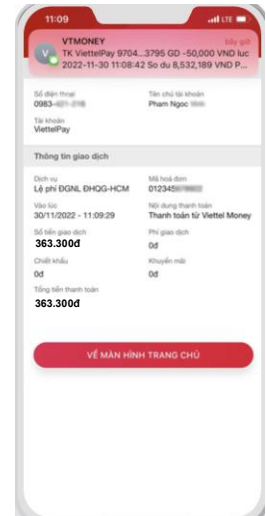 11:09
LTE
VTMONEY
bây giờ
TK ViettelPay 9704...3795 GD -50,000 VND luc
2022-11-30 11:08:42 So du 8,532,189 VND P...
Số điện thoại
Tên chủ tài khoản
0983-
Pham Ngoc
Tài khoản
ViettelPay
Thông tin giao dịch
Dịch vụ
Mã hoá đơn
Lệ phí ĐGNL ĐHQG-HCM
012345
Vào lúc
Nội dung thanh toán
30/11/2022 - 11:09:29
Thanh toán từ Viettel Money
Số tiền giao dịch
Phí giao dịch
363.300đ
0đ
Chiết khấu
Khuyến mãi
0đ
0đ
Tổng tiền thanh toán
363.300đ
VỀ MÀN HÌNH TRANG CHỦ